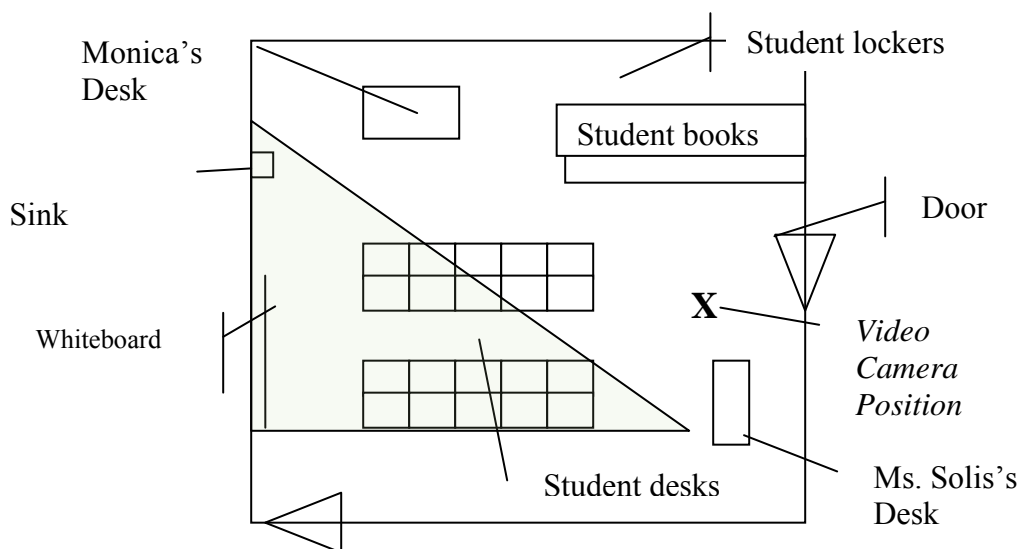 Monica’s
Desk
Student lockers
Student books
Sink
Door
X
Whiteboard
Video
Camera
Position
Student desks
Ms. Solis’s
Desk